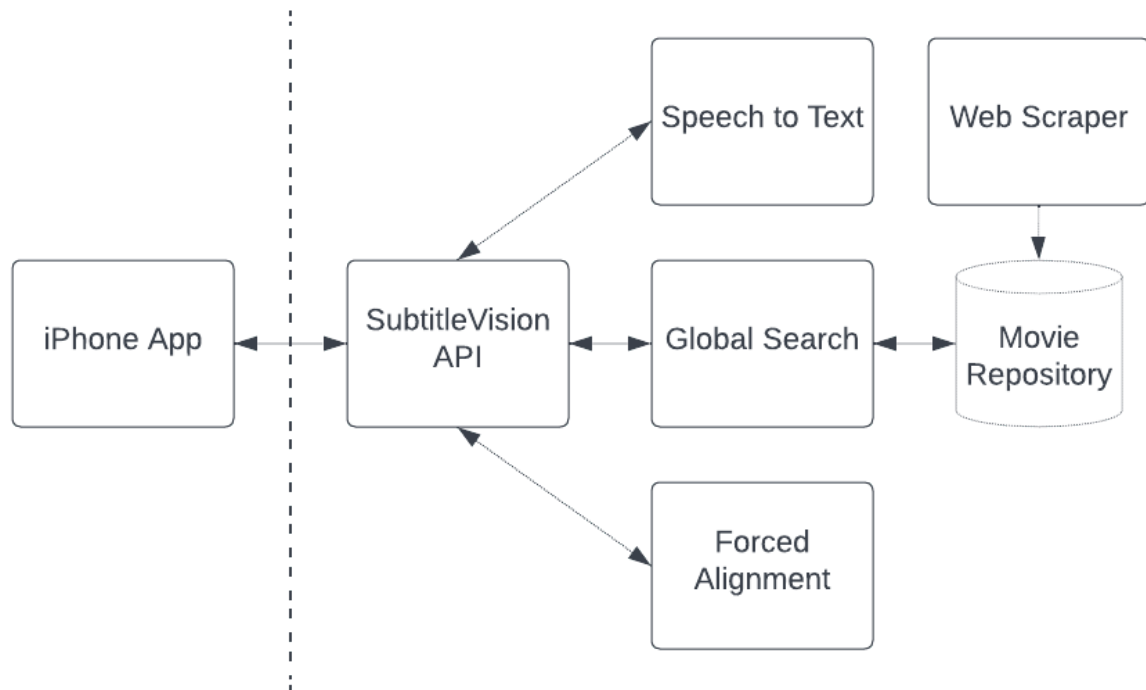 Speech to Text
Web Scraper
iPhone App
SubtitleVision
API
Global Search
Movie
Repository
Forced
Alignment